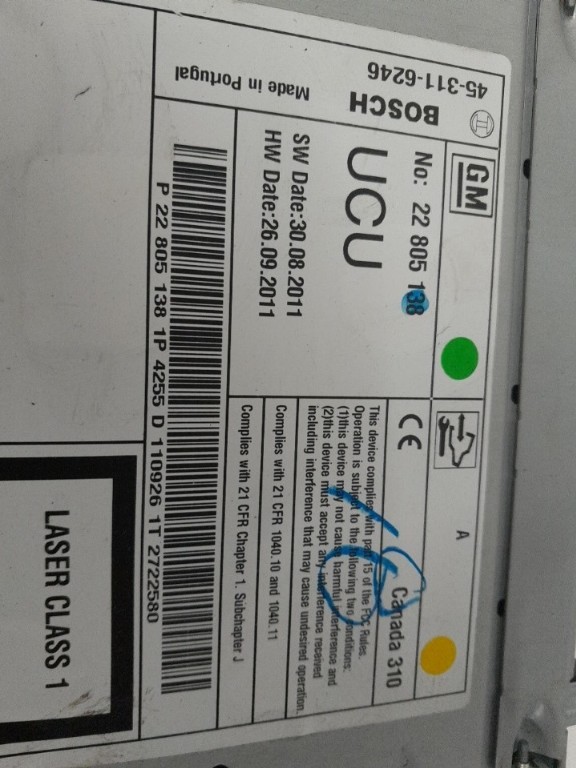 45-311-6246
BOSCH
Made in Portugal
GM
A
No: 22 805 138
UCU
Canada 310
CE
SW Date:30.08.2011
HW Date:26.09.2011
This device complies with part 15 of the FCC Rules.
Operation is subject to the following two conditions:
(1)this device may not cause harmful interference and
(2)this device must accept any interference received
including interference that may cause undesired operation.
Complies with 21 CFR 1040.10 and 1040.11
Complies with 21 CFR Chapter 1. Subchapter J
P 22 805 138 1P 4255 D 110926 1T 2722580
LASER CLASS 1